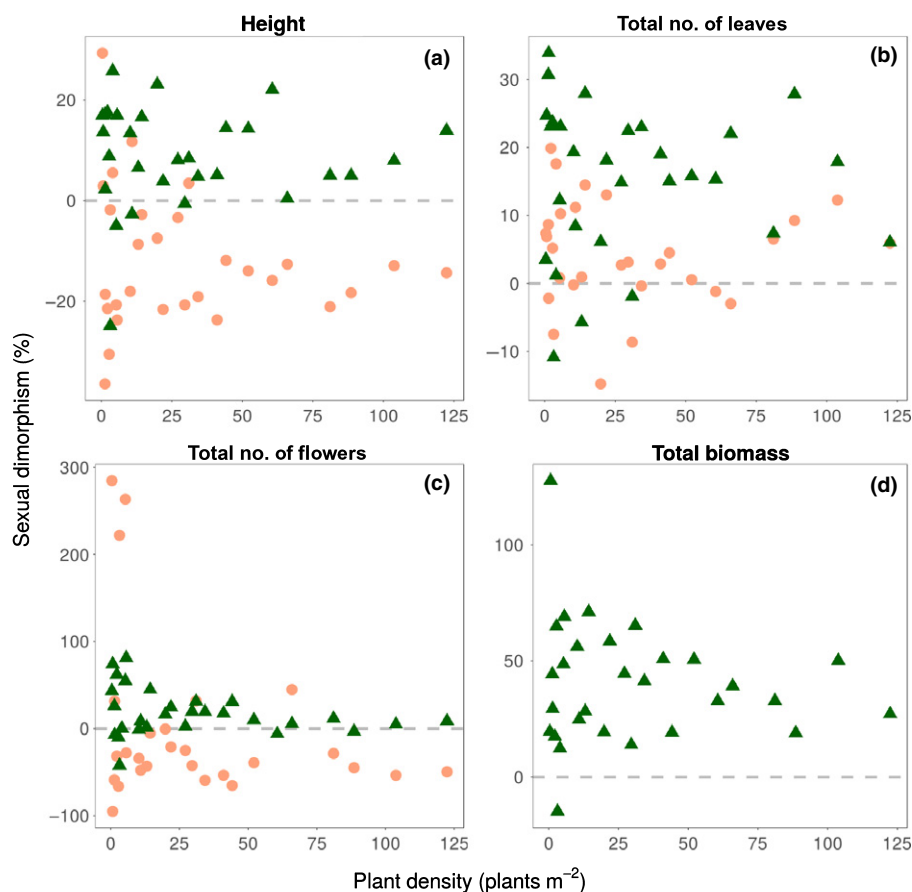 Height
Total no. of leaves
(a)
(b)
20
0
−20
30
20
10
0
−10
0 25 50 75 100 125
0 25 50 75 100 125
Sexual dimorphism (%)
Total no. of flowers
Total biomass
(c)
(d)
300
200
100
0
−100
100
50
0
0 25 50 75 100 125
0 25 50 75 100 125
Plant density (plants m⁻²)